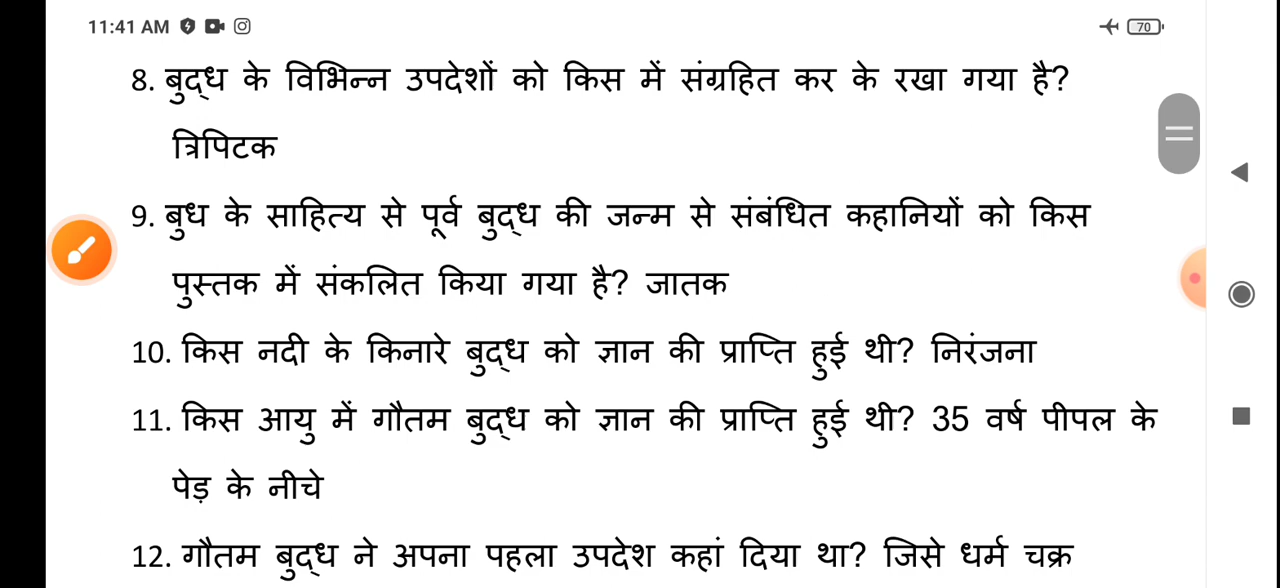 11:41 AM
70
8. बुद्ध के विभिन्न उपदेशों को किस में संग्रहित कर के रखा गया है?
त्रिपिटक
9. बुध के साहित्य से पूर्व बुद्ध की जन्म से संबंधित कहानियों को किस
पुस्तक में संकलित किया गया है? जातक
10. किस नदी के किनारे बुद्ध को ज्ञान की प्राप्ति हुई थी? निरंजना
11. किस आयु में गौतम बुद्ध को ज्ञान की प्राप्ति हुई थी? 35 वर्ष पीपल के
पेड़ के नीचे
12. गौतम बुद्ध ने अपना पहला उपदेश कहां दिया था? जिसे धर्म चक्र